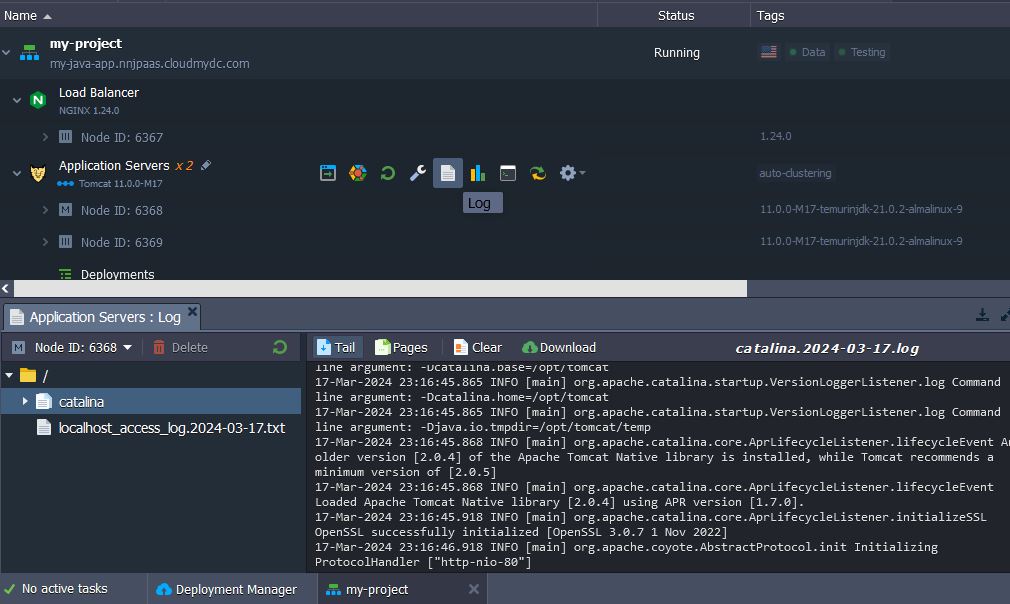 Name Status Tags
my-project
my-java-app.nnjpaas.cloudmydc.com
Running
Data Testing
Load Balancer
NGINX 1.24.0
Node ID: 6367
1.24.0
Application Servers x 2
Tomcat 11.0.0-M17
auto-clustering
Log
M Node ID: 6368
11.0.0-M17-temurinjdk-21.0.2-almalinux-9
Node ID: 6369
11.0.0-M17-temurinjdk-21.0.2-almalinux-9
Deployments
Application Servers : Log
M Node ID: 6368 Delete
/
catalina
localhost_access_log.2024-03-17.txt
Tail Pages Clear Download catalina.2024-03-17.log
line argument: -Dcatalina.base=/opt/tomcat
17-Mar-2024 23:16:45.865 INFO [main] org.apache.catalina.startup.VersionLoggerListener.log Command
line argument: -Dcatalina.home=/opt/tomcat
17-Mar-2024 23:16:45.865 INFO [main] org.apache.catalina.startup.VersionLoggerListener.log Command
line argument: -Djava.io.tmpdir=/opt/tomcat/temp
17-Mar-2024 23:16:45.868 INFO [main] org.apache.catalina.core.AprLifecycleListener.lifecycleEvent
older version [2.0.4] of the Apache Tomcat Native library is installed, while Tomcat recommends a
minimum version of [2.0.5]
17-Mar-2024 23:16:45.868 INFO [main] org.apache.catalina.core.AprLifecycleListener.lifecycleEvent
Loaded Apache Tomcat Native library [2.0.4] using APR version [1.7.0].
17-Mar-2024 23:16:45.918 INFO [main] org.apache.catalina.core.AprLifecycleListener.initializeSSL
OpenSSL successfully initialized [OpenSSL 3.0.7 1 Nov 2022]
17-Mar-2024 23:16:46.918 INFO [main] org.apache.coyote.AbstractProtocol.init Initializing
ProtocolHandler ["http-nio-80"]
No active tasks Deployment Manager my-project